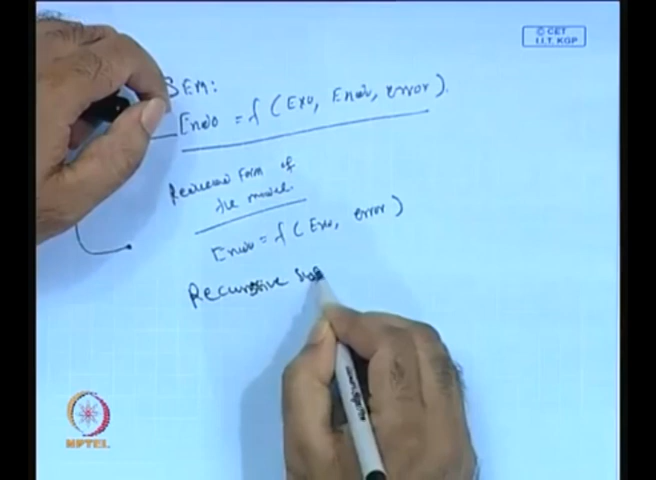 © CET
I.I.T. KGP
SEM:
Endo = f (Exo, Endo, error).
Reduced form of
the model.
Endo = f (Exo, error)
Recursive
NPTEL